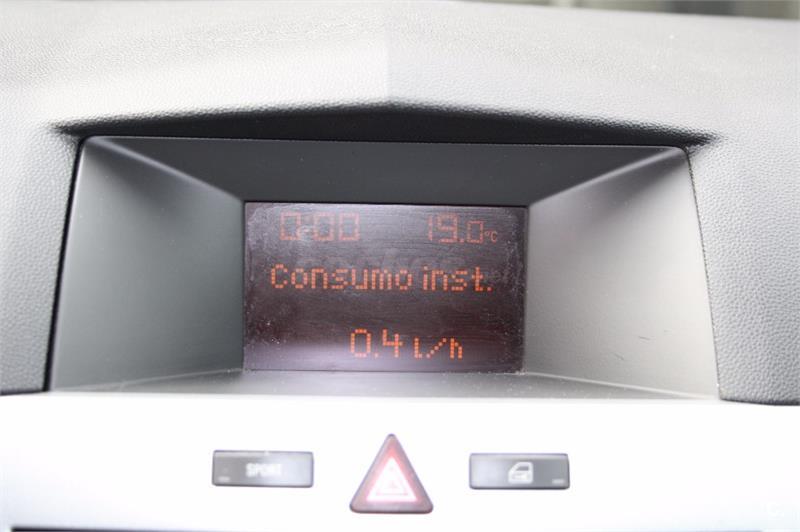 0:00 19.0°C
Consumo inst.
0.4 l/h
SPORT